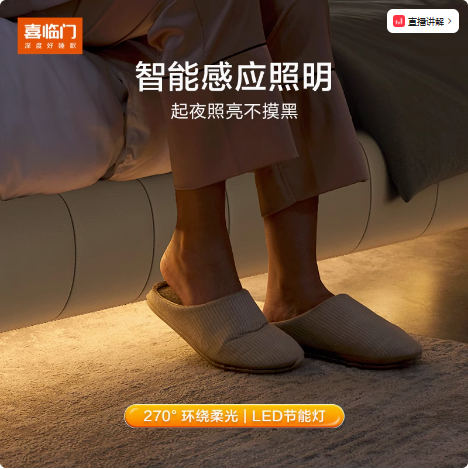 喜临门
深度好睡眠
直播讲解
智能感应照明
起夜照亮不摸黑
270° 环绕柔光 | LED节能灯